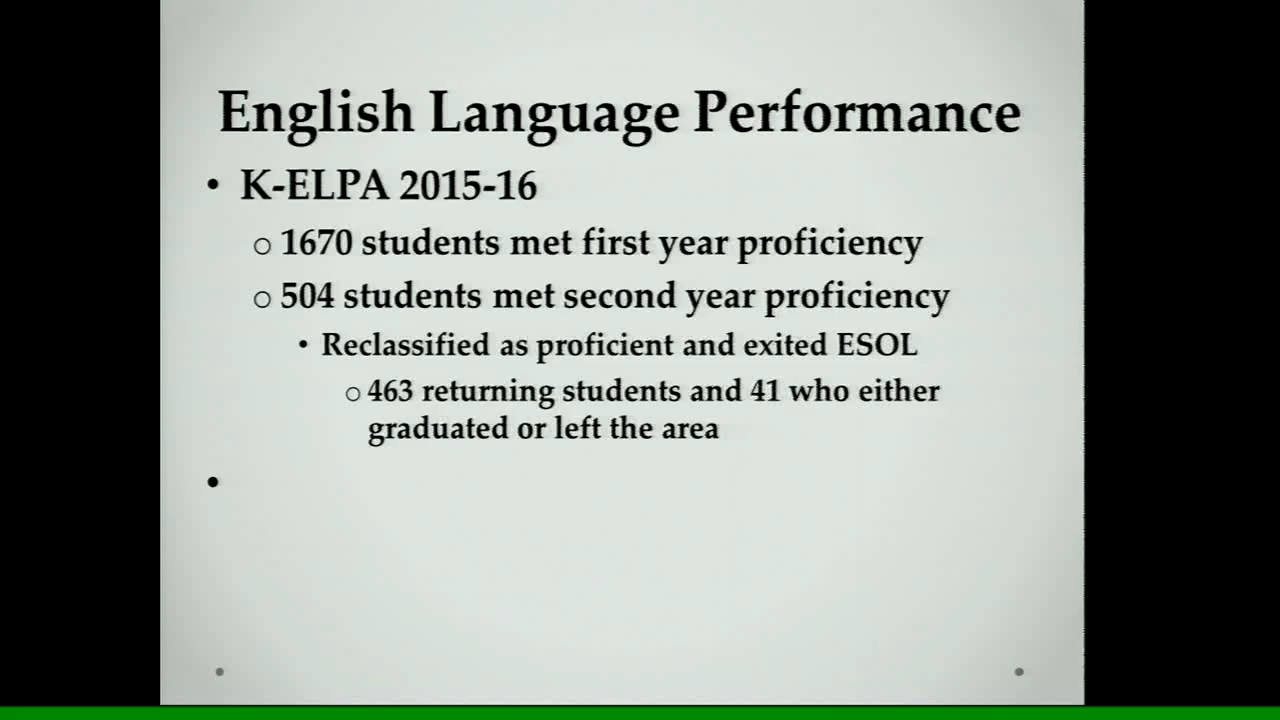 English Language Performance
• K-ELPA 2015-16
o 1670 students met first year proficiency
o 504 students met second year proficiency
• Reclassified as proficient and exited ESOL
o 463 returning students and 41 who either
graduated or left the area
•